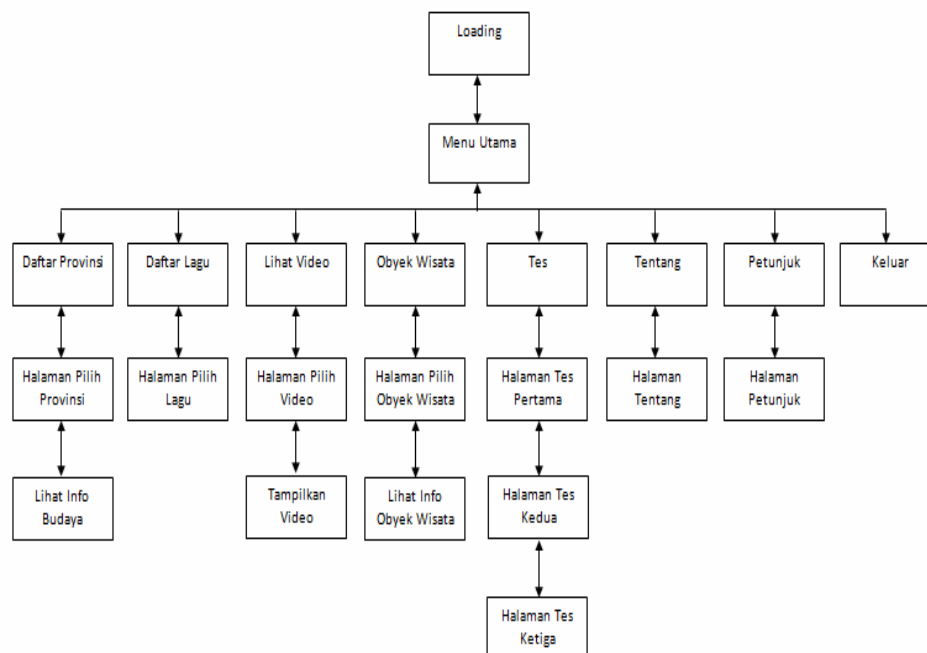 Loading
Menu Utama
Daftar Provinsi
Daftar Lagu
Lihat Video
Obyek Wisata
Tes
Tentang
Petunjuk
Keluar
Halaman Pilih
Provinsi
Halaman Pilih
Lagu
Halaman Pilih
Video
Halaman Pilih
Obyek Wisata
Halaman Tes
Pertama
Halaman
Tentang
Halaman
Petunjuk
Lihat Info
Budaya
Tampilkan
Video
Lihat Info
Obyek Wisata
Halaman Tes
Kedua
Halaman Tes
Ketiga